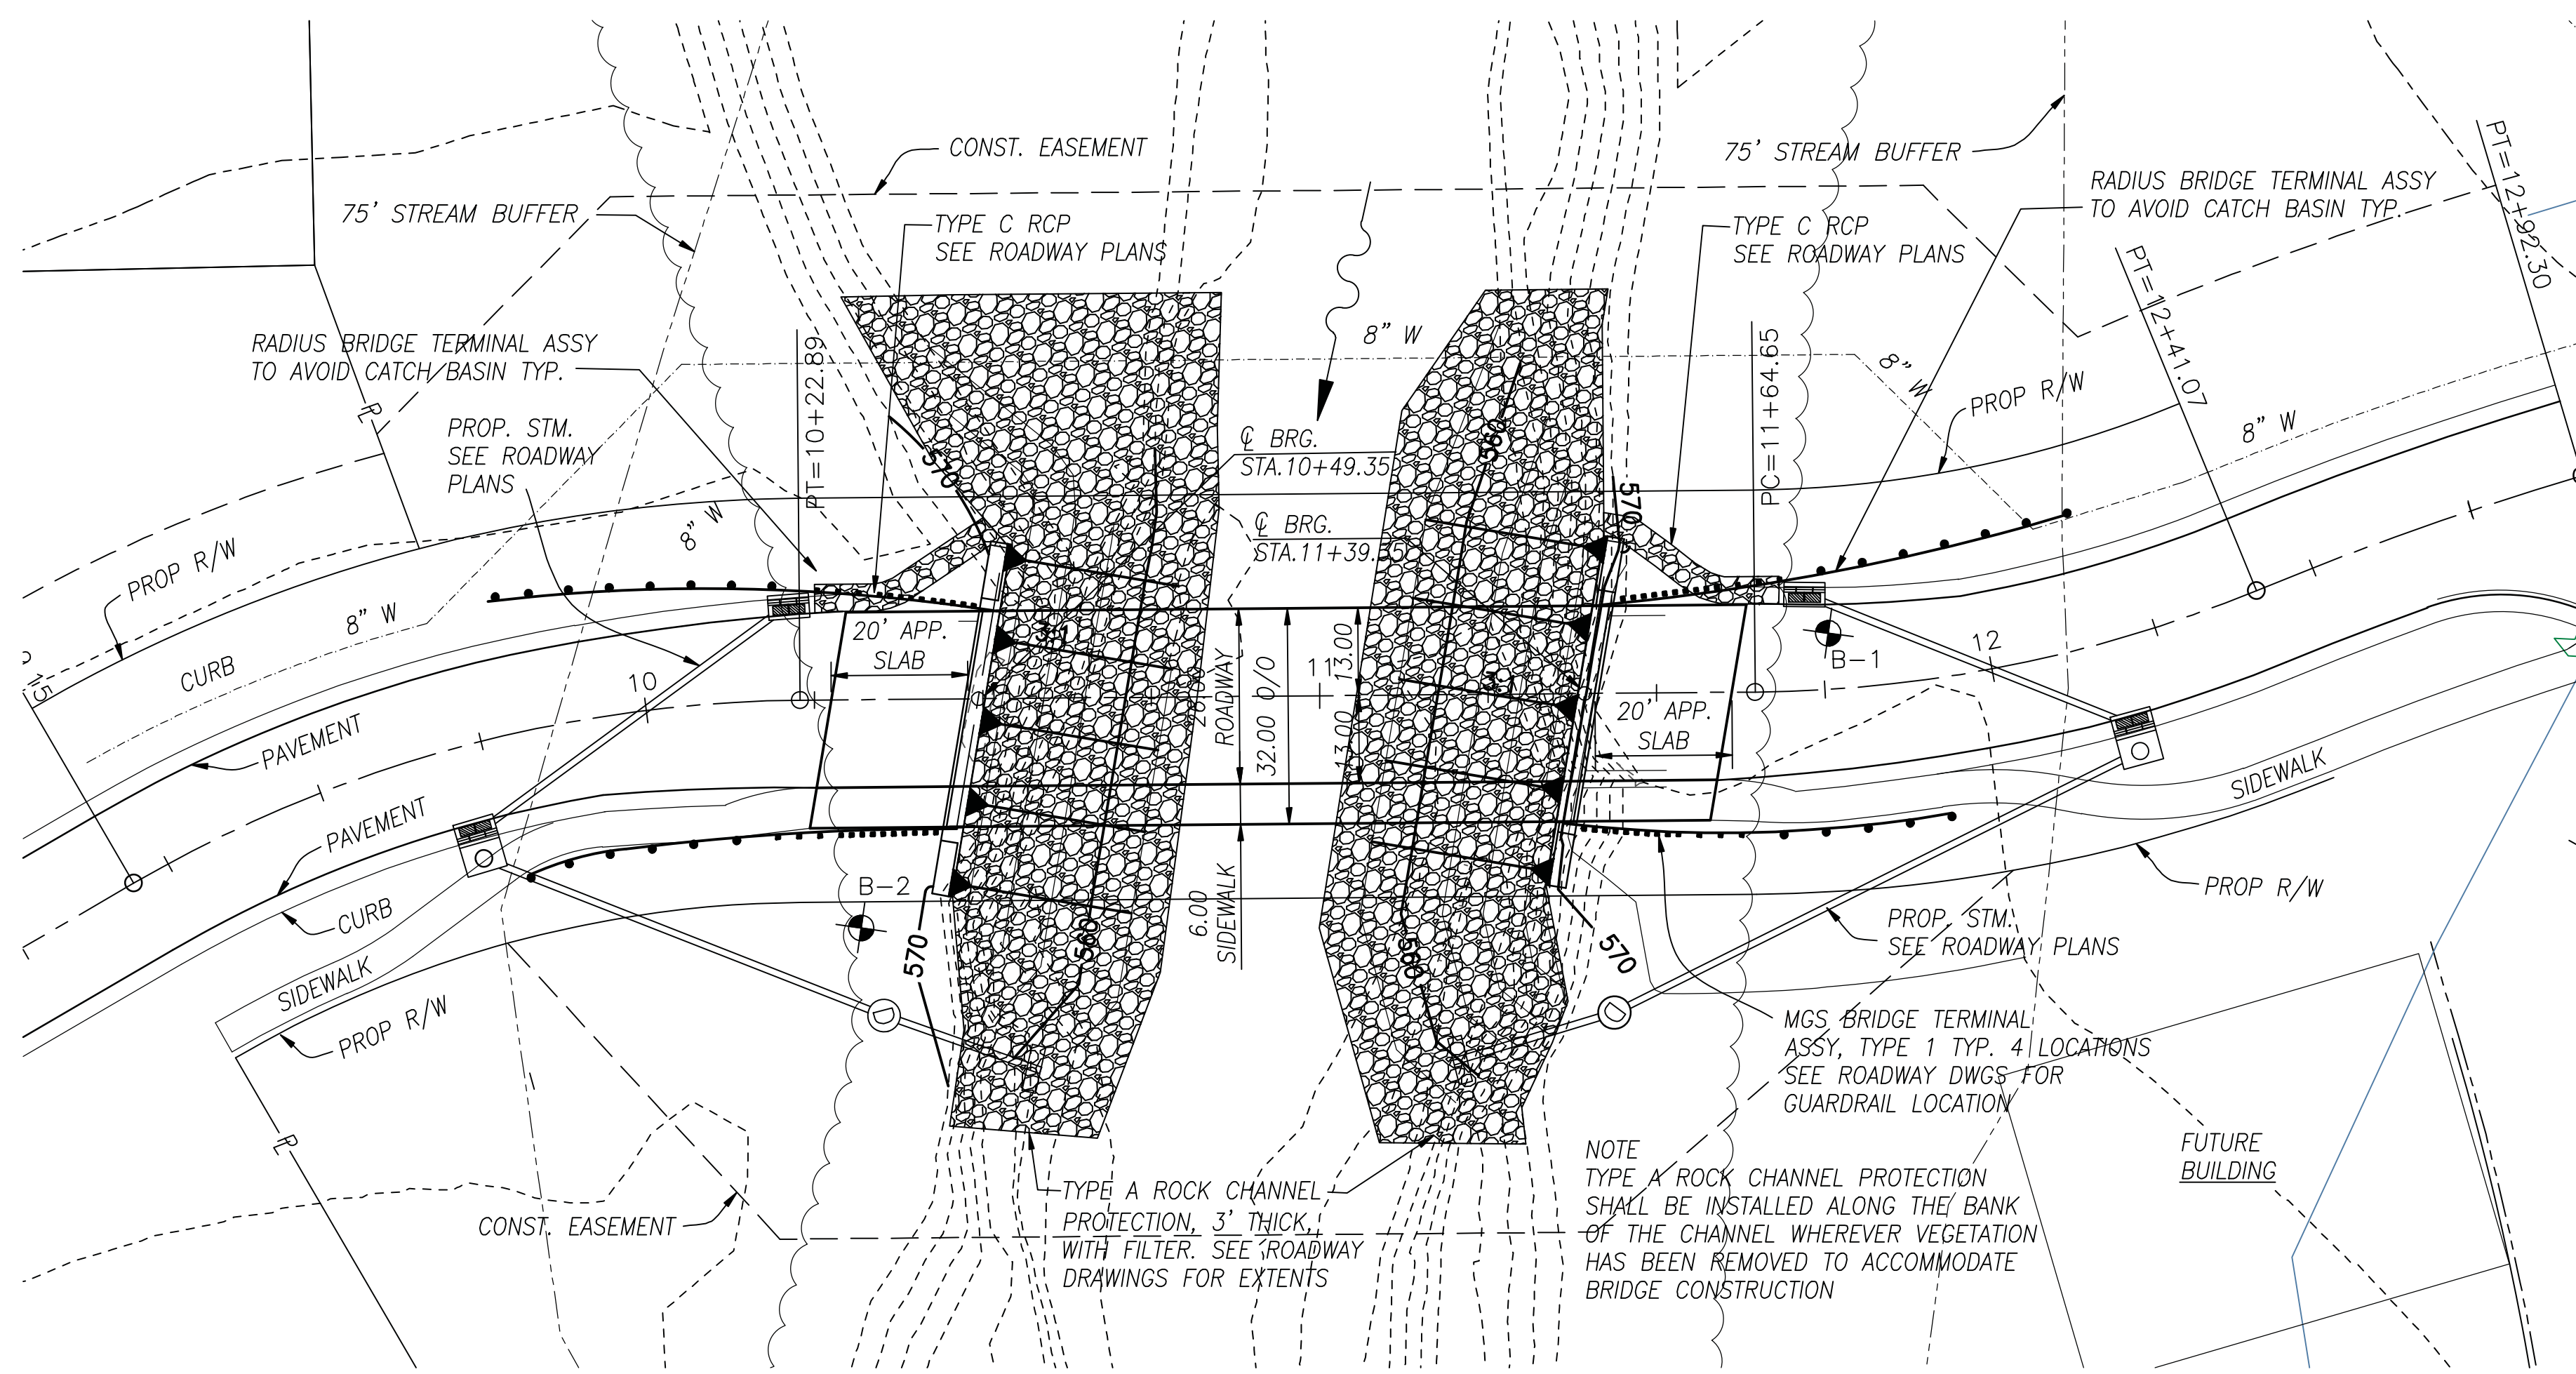 CONST. EASEMENT
75' STREAM BUFFER
75' STREAM BUFFER
RADIUS BRIDGE TERMINAL ASSY
TO AVOID CATCH BASIN TYP.
PT=12+92.30
TYPE C RCP
SEE ROADWAY PLANS
TYPE C RCP
SEE ROADWAY PLANS
PT=12+41.07
RADIUS BRIDGE TERMINAL ASSY
TO AVOID CATCH BASIN TYP.
PT=10+22.89
8" W
PC=11+64.65
8" W
PROP R/W
8" W
PROP. STM.
SEE ROADWAY
PLANS
R
570
℄ BRG.
STA.10+49.35
560
570
℄ BRG.
STA.11+39.35
8" W
PROP R/W
8" W
CURB
PAVEMENT
10
20' APP.
SLAB
ROADWAY
32.00 O/O
11
13.00
13.00
20' APP.
SLAB
B-1
12
15
PAVEMENT
CURB
SIDEWALK
PROP R/W
B-2
570
560
6.00
SIDEWALK
560
570
SIDEWALK
PROP R/W
PROP. STM.
SEE ROADWAY PLANS
MGS BRIDGE TERMINAL
ASSY, TYPE 1 TYP. 4 LOCATIONS
SEE ROADWAY DWGS FOR
GUARDRAIL LOCATION
R
CONST. EASEMENT
TYPE A ROCK CHANNEL
PROTECTION, 3' THICK,
WITH FILTER. SEE ROADWAY
DRAWINGS FOR EXTENTS
NOTE
TYPE A ROCK CHANNEL PROTECTION
SHALL BE INSTALLED ALONG THE BANK
OF THE CHANNEL WHEREVER VEGETATION
HAS BEEN REMOVED TO ACCOMMODATE
BRIDGE CONSTRUCTION
FUTURE
BUILDING